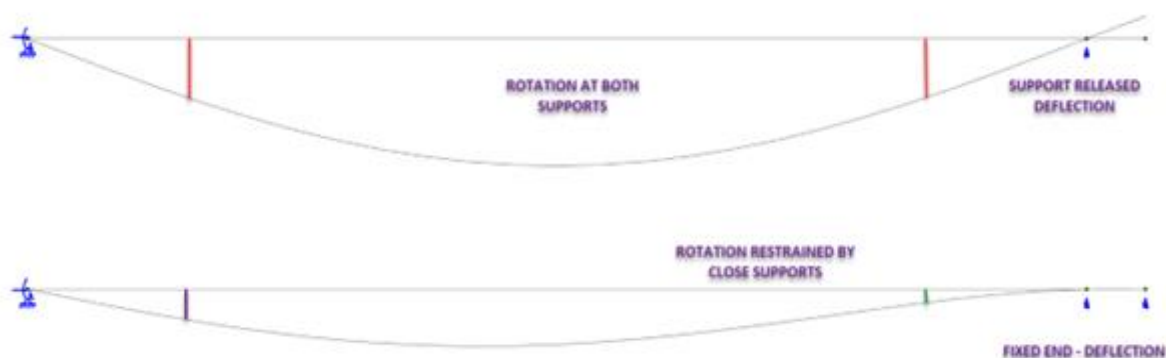 ROTATION AT BOTH
SUPPORTS
SUPPORT RELEASED
DEFLECTION
ROTATION RESTRAINED BY
CLOSE SUPPORTS
FIXED END - DEFLECTION